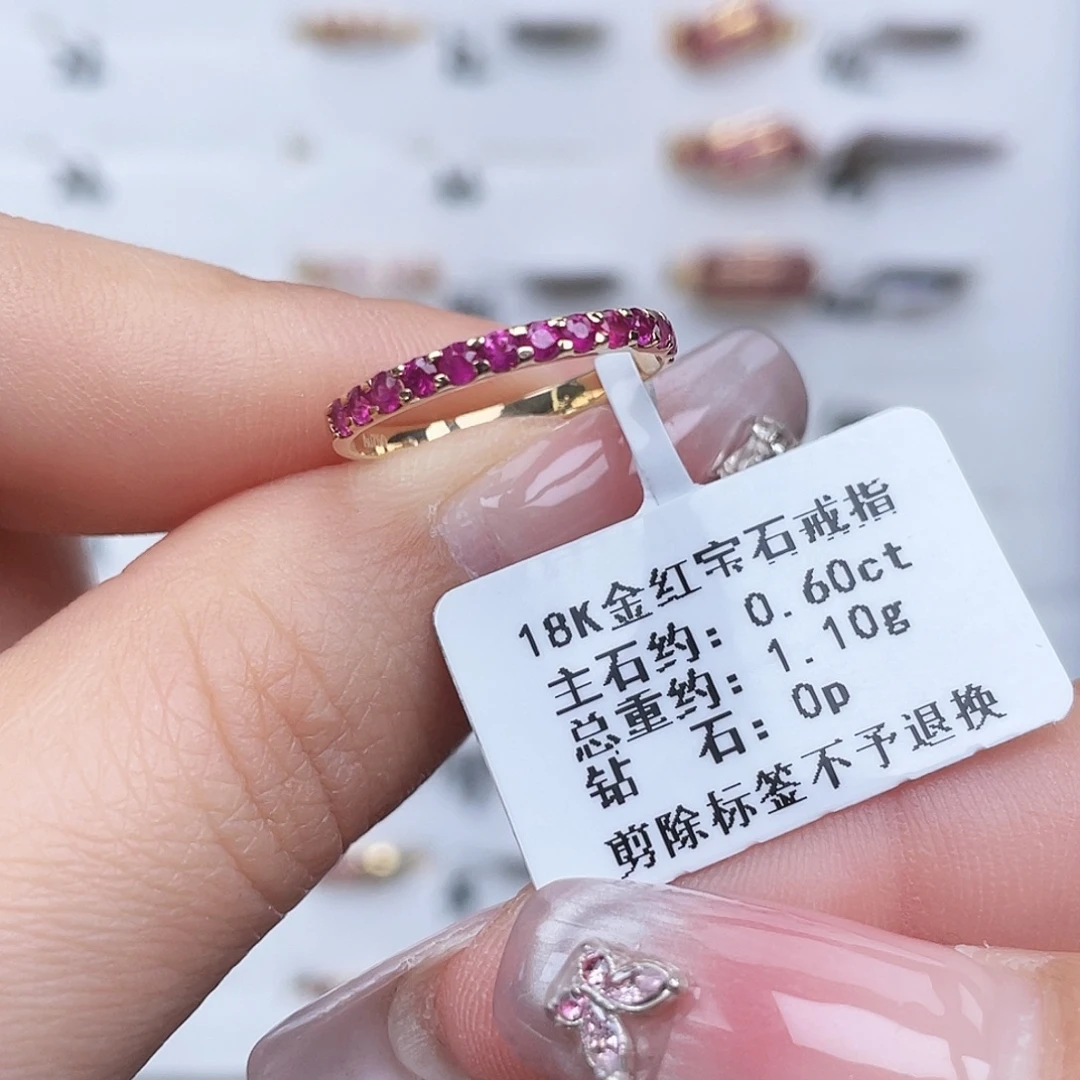 18K金红宝石戒指
主石约: 0.60ct
总重约: 1.10g
钻 石: 0p
剪除标签不予退换